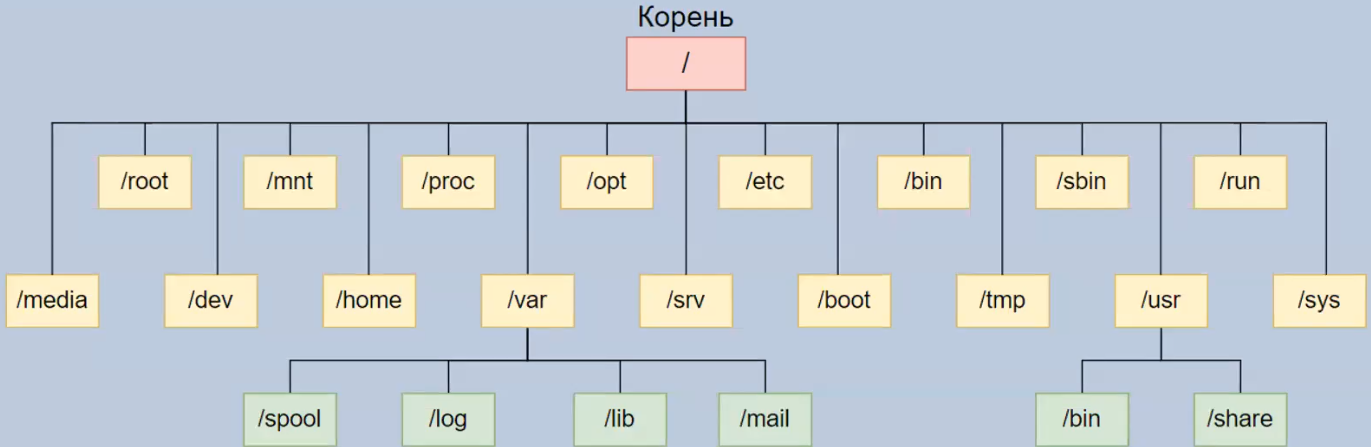 Корень
/
/root
/mnt
/proc
/opt
/etc
/bin
/sbin
/run
/media
/dev
/home
/var
/srv
/boot
/tmp
/usr
/sys
/spool
/log
/lib
/mail
/bin
/share